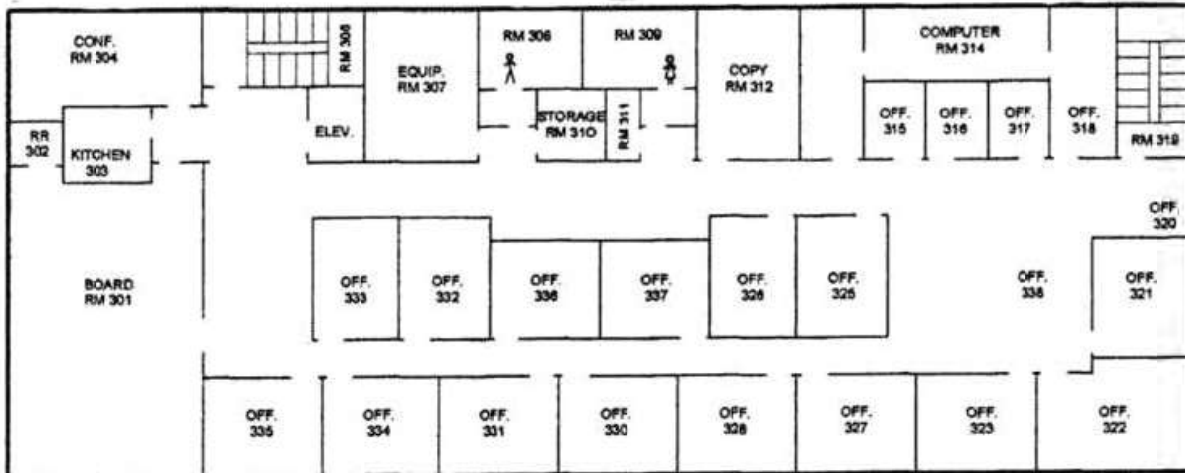 CONF.
RM 304
RM 305
EQUIP.
RM 307
RM 306
RM 309
COPY
RM 312
COMPUTER
RM 314
OFF.
315
OFF.
316
OFF.
317
OFF.
318
RM 319
RR
302
KITCHEN
303
ELEV.
STORAGE
RM 310
RM 311
OFF.
320
BOARD
RM 301
OFF.
333
OFF.
332
OFF.
336
OFF.
337
OFF.
326
OFF.
325
OFF.
338
OFF.
321
OFF.
335
OFF.
334
OFF.
331
OFF.
330
OFF.
328
OFF.
327
OFF.
323
OFF.
322